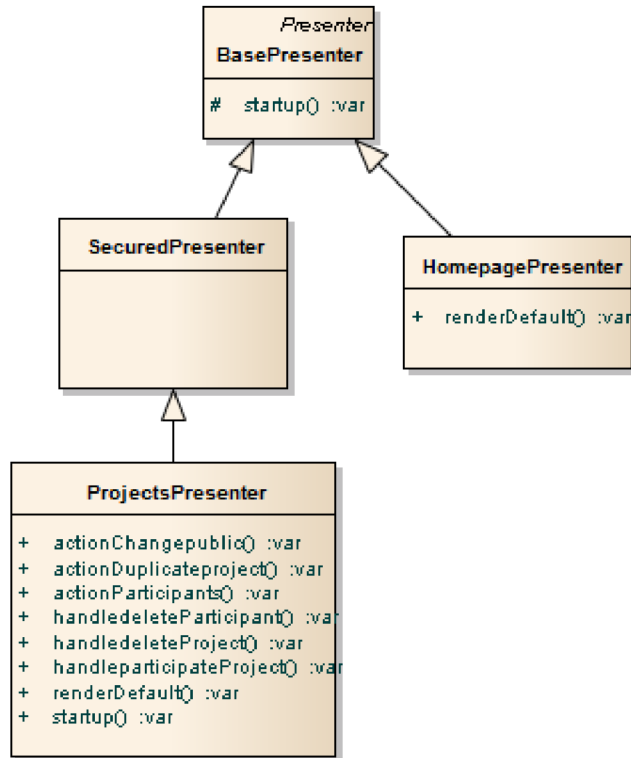 Presenter
BasePresenter
# startup() :var
SecuredPresenter
HomepagePresenter
+ renderDefault() :var
ProjectsPresenter
+ actionChangepublic() :var
+ actionDuplicateproject() :var
+ actionParticipants() :var
+ handledeleteParticipant() :var
+ handledeleteProject() :var
+ handleparticipateProject() :var
+ renderDefault() :var
+ startup() :var